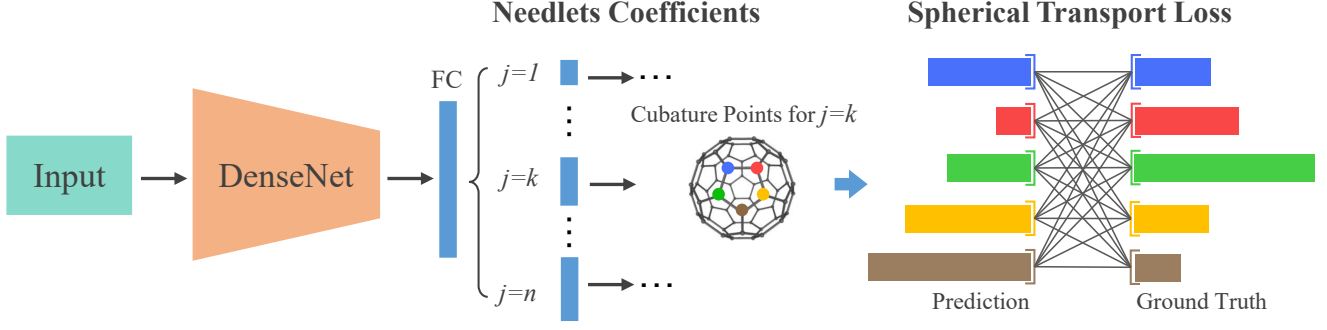 Needlets Coefficients
Spherical Transport Loss
FC
j=1
Cubature Points for j=k
Input
DenseNet
j=k
j=n
Prediction
Ground Truth